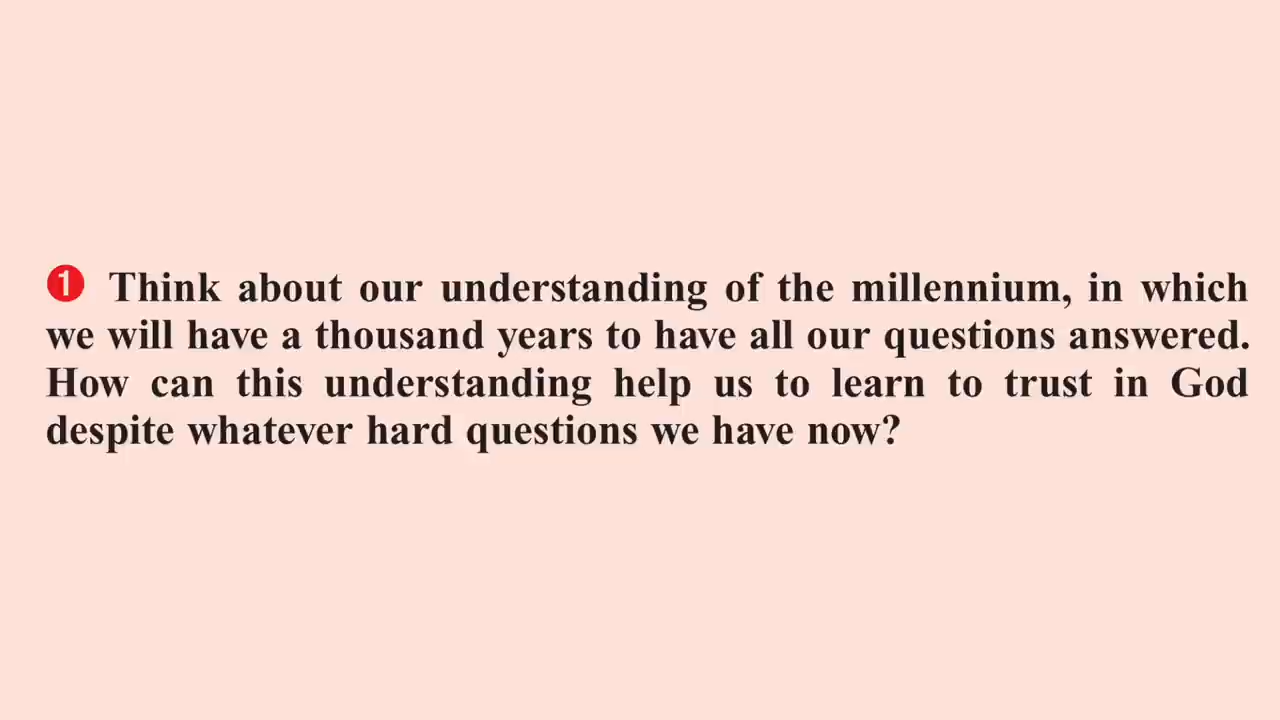 1 Think about our understanding of the millennium, in which
we will have a thousand years to have all our questions answered.
How can this understanding help us to learn to trust in God
despite whatever hard questions we have now?